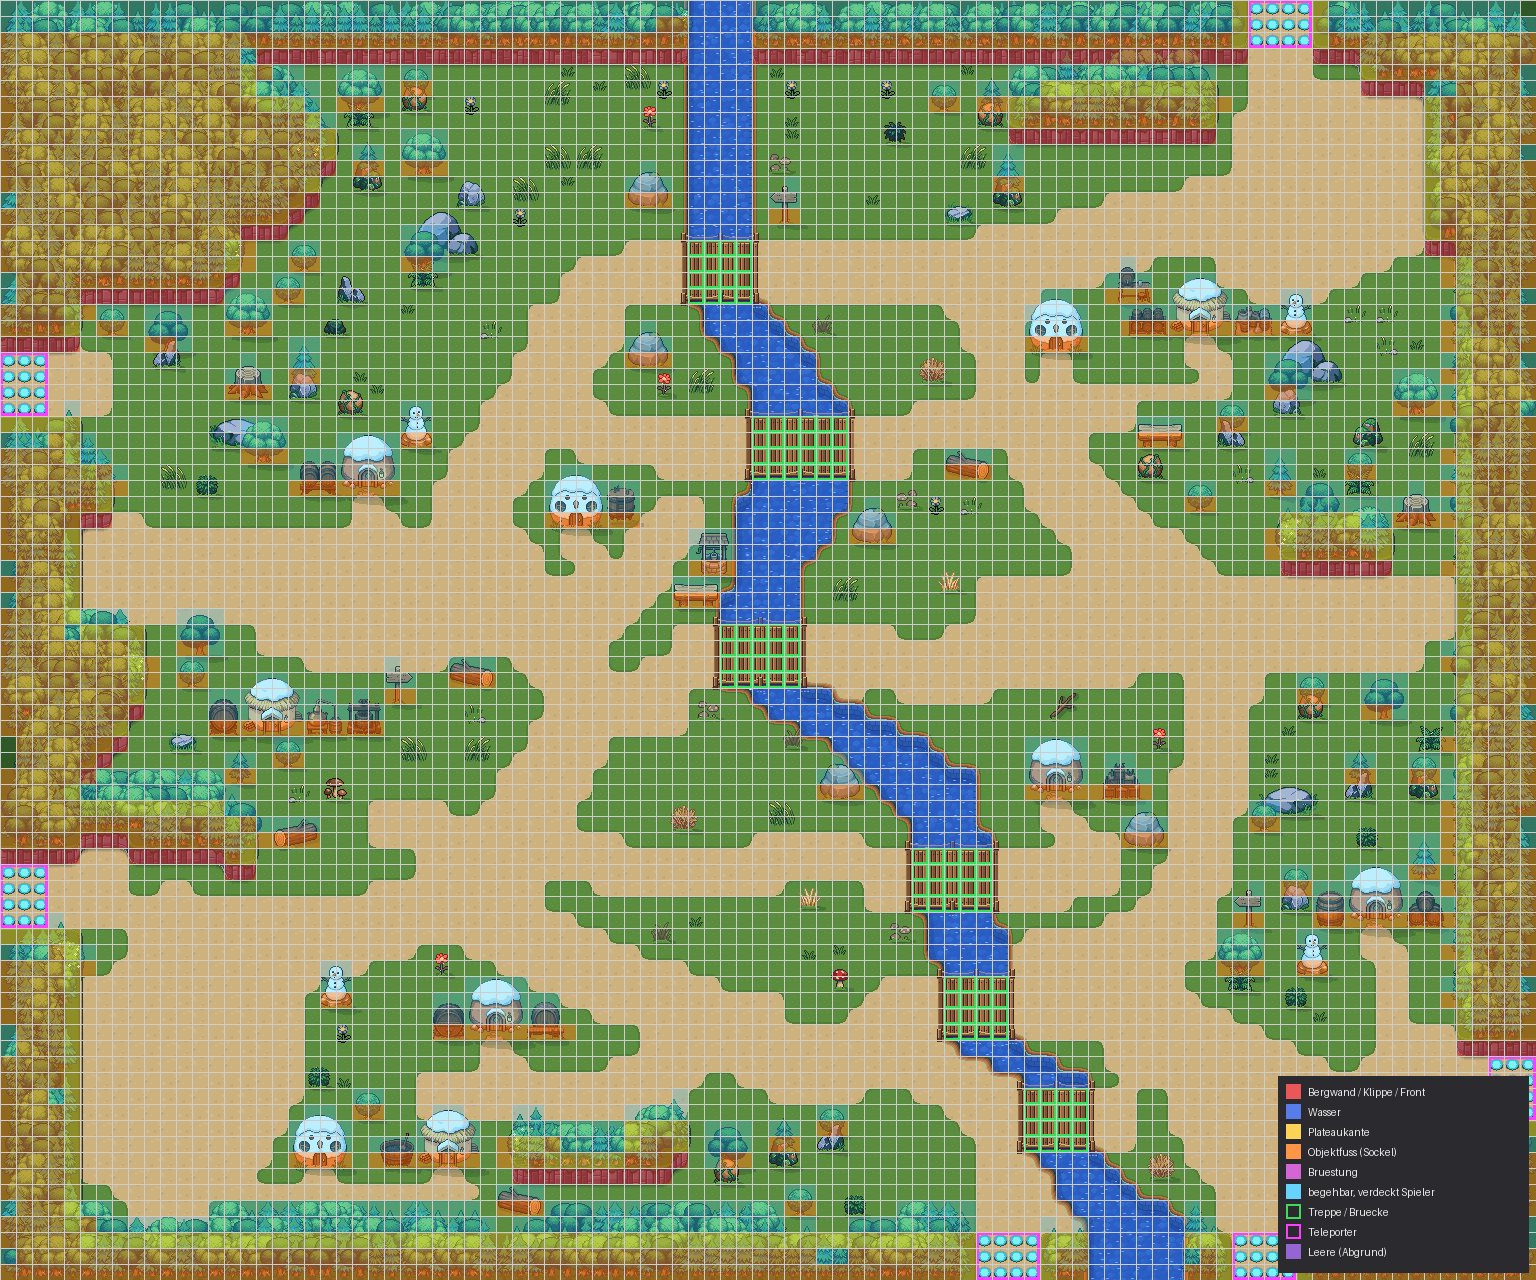 Bergwand / Klippe / Front
Wasser
Plateaukante
Objektfuss (Sockel)
Bruestung
begehbar, verdeckt Spieler
Treppe / Bruecke
Teleporter
Leere (Abgrund)